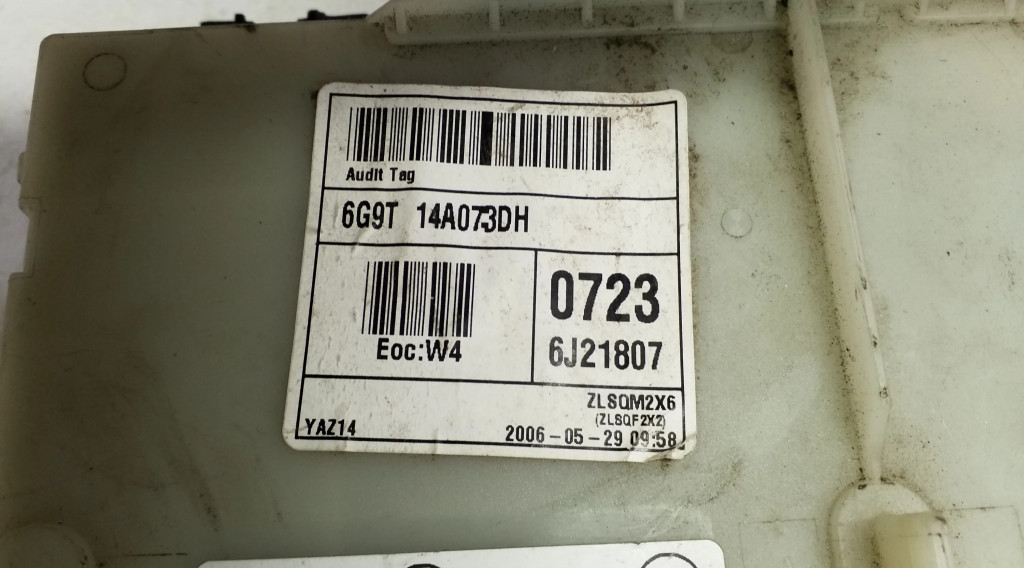 Audit Tag
6G9T 14A073DH
Eoc:W4
0723
6J21807
ZLSQM2X6
(ZLSQF2X2)
YAZ14
2006-05-29 09:58